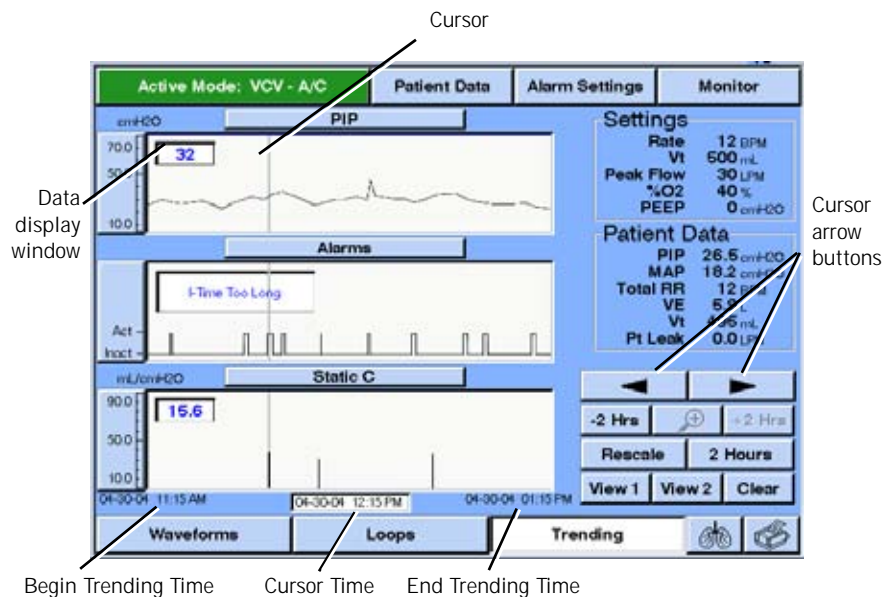 Cursor
Active Mode: VCV - A/C
Patient Data
Alarm Settings
Monitor
cmH2O
PIP
70.0
32
10.0
Alarms
I-Time Too Long
Act
Inact
mL/cmH2O
Static C
90.0
15.6
50.0
10.0
04-30-04 11:15 AM
04-30-04 12:15 PM
04-30-04 01:15 PM
Settings
Rate 12 BPM
Vt 500 mL
Peak Flow 30 LPM
%O2 40 %
PEEP 0 cmH2O
Patient Data
PIP 26.5 cmH2O
MAP 18.2 cmH2O
Total RR 12 BPM
VE
Vt mL
Pt Leak 0.0 LPM
-2 Hrs
+2 Hrs
Rescale
2 Hours
View 1
View 2
Clear
Waveforms
Loops
Trending
Data
display
window
Cursor
arrow
buttons
Begin Trending Time
Cursor Time
End Trending Time